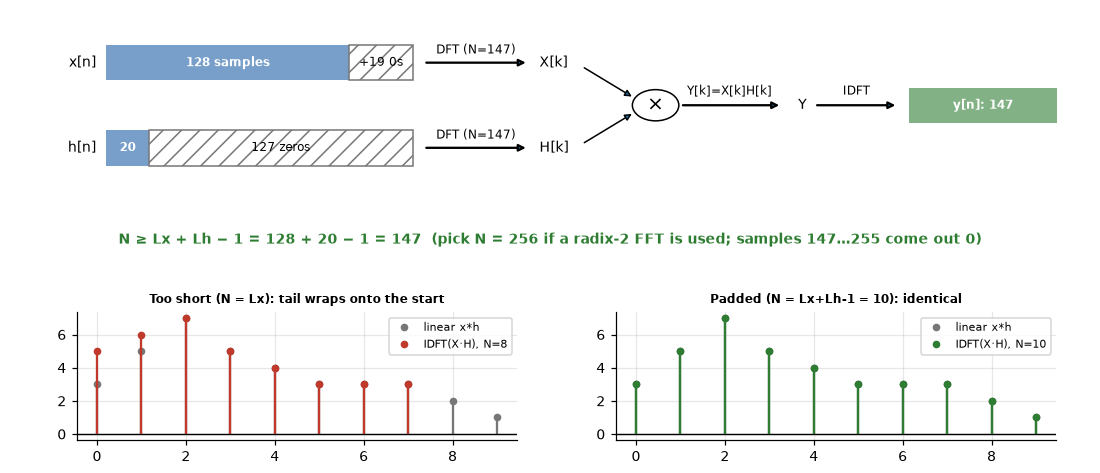 x[n]
128 samples
+19 0s
DFT (N=147)
X[k]
h[n]
20
127 zeros
DFT (N=147)
H[k]
×
Y[k]=X[k]H[k]
Y
IDFT
y[n]: 147
N ≥ Lx + Lh − 1 = 128 + 20 − 1 = 147  (pick N = 256 if a radix-2 FFT is used; samples 147…255 come out 0)
Too short (N = Lx): tail wraps onto the start
linear x*h
IDFT(X·H), N=8
6
4
2
0
0 2 4 6 8
Padded (N = Lx+Lh-1 = 10): identical
linear x*h
IDFT(X·H), N=10
6
4
2
0
0 2 4 6 8